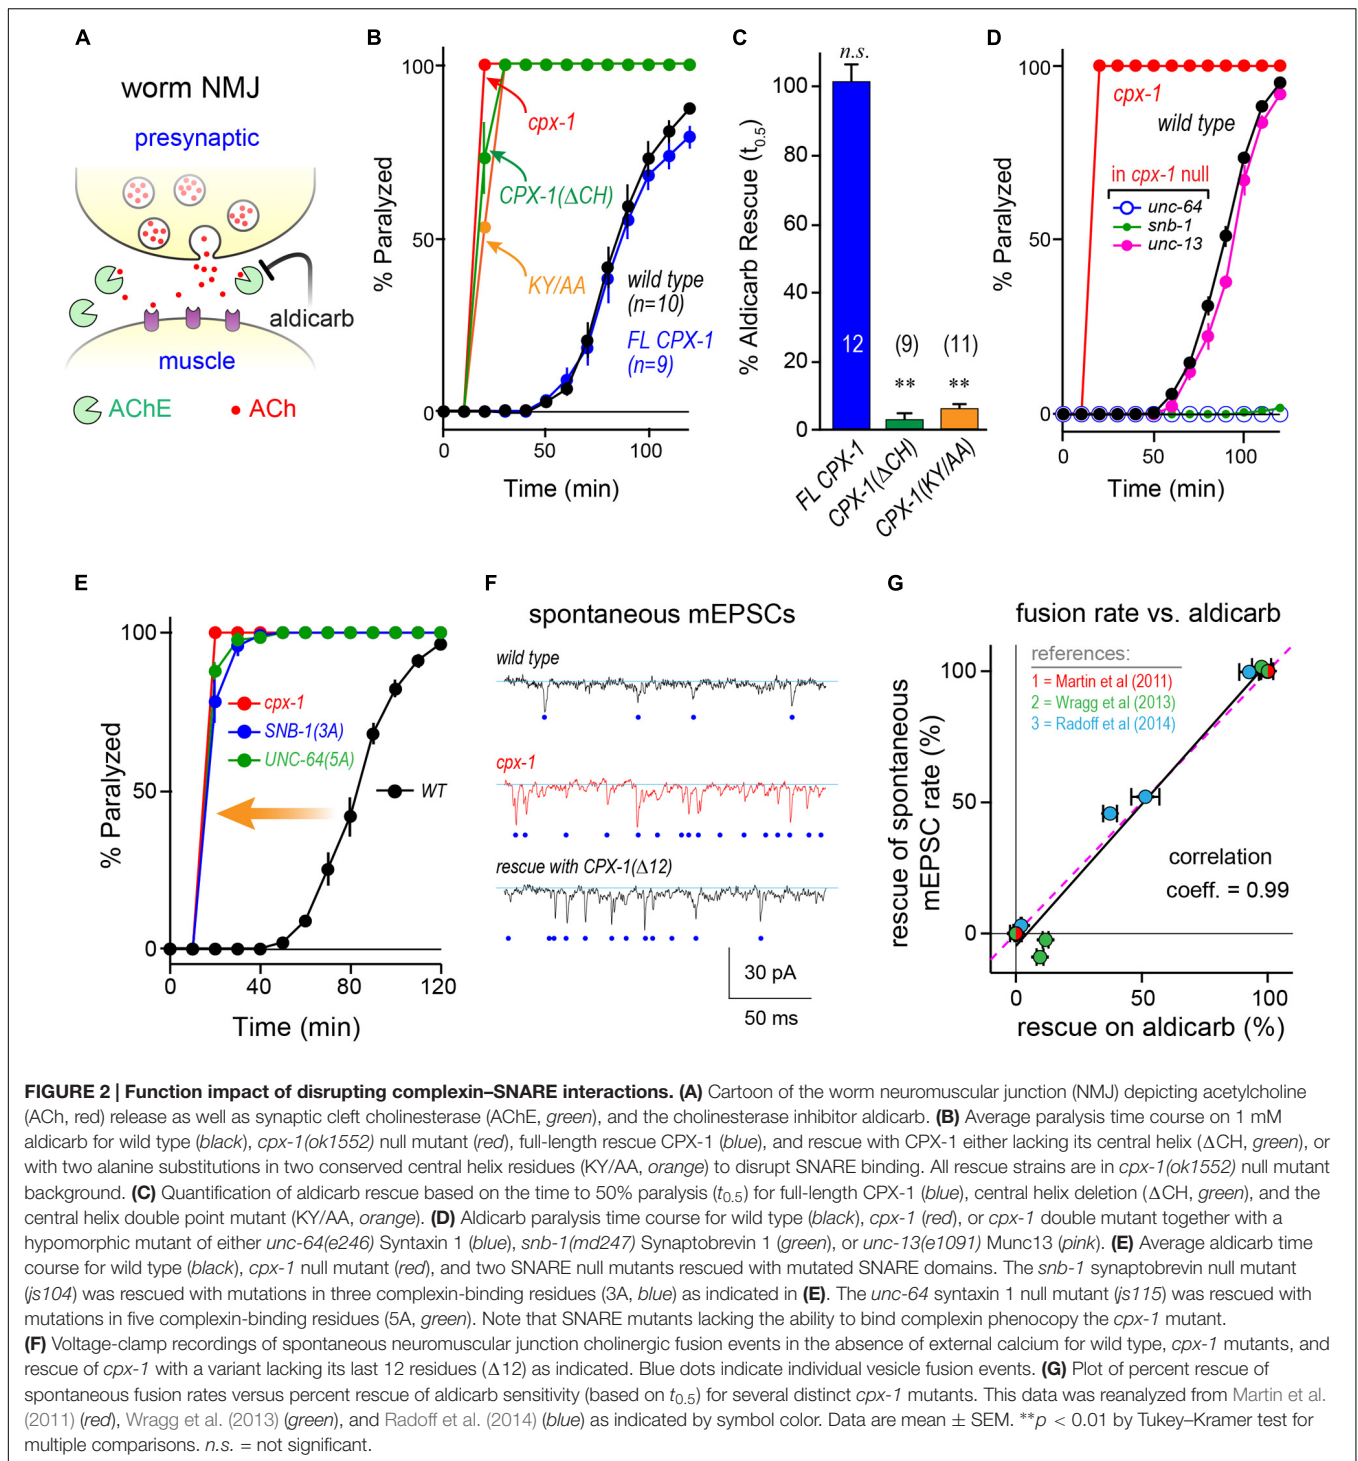 A
worm NMJ
presynaptic
aldicarb
muscle
AChE
ACh
B
% Paralyzed
100
50
0
cpx-1
CPX-1(ΔCH)
KY/AA
wild type
(n=10)
FL CPX-1
(n=9)
0
50
100
Time (min)
C
% Aldicarb Rescue (t0.5)
100
80
60
40
20
0
n.s.
12
(9)
(11)
**
**
FL CPX-1
CPX-1(ΔCH)
CPX-1(KY/AA)
D
% Paralyzed
100
50
0
cpx-1
wild type
in cpx-1 null
unc-64
snb-1
unc-13
0
50
100
Time (min)
E
% Paralyzed
100
50
0
cpx-1
SNB-1(3A)
UNC-64(5A)
WT
0
40
80
120
Time (min)
F
spontaneous mEPSCs
wild type
cpx-1
rescue with CPX-1(Δ12)
30 pA
50 ms
G
fusion rate vs. aldicarb
references:
1 = Martin et al (2011)
2 = Wragg et al (2013)
3 = Radoff et al (2014)
rescue of spontaneous
mEPSC rate (%)
100
50
0
correlation
coeff. = 0.99
0
50
100
rescue on aldicarb (%)
FIGURE 2 | Function impact of disrupting complexin–SNARE interactions. (A) Cartoon of the worm neuromuscular junction (NMJ) depicting acetylcholine
(ACh, red) release as well as synaptic cleft cholinesterase (AChE, green), and the cholinesterase inhibitor aldicarb. (B) Average paralysis time course on 1 mM
aldicarb for wild type (black), cpx-1(ok1552) null mutant (red), full-length rescue CPX-1 (blue), and rescue with CPX-1 either lacking its central helix (ΔCH, green), or
with two alanine substitutions in two conserved central helix residues (KY/AA, orange) to disrupt SNARE binding. All rescue strains are in cpx-1(ok1552) null mutant
background. (C) Quantification of aldicarb rescue based on the time to 50% paralysis (t0.5) for full-length CPX-1 (blue), central helix deletion (ΔCH, green), and the
central helix double point mutant (KY/AA, orange). (D) Aldicarb paralysis time course for wild type (black), cpx-1 (red), or cpx-1 double mutant together with a
hypomorphic mutant of either unc-64(e246) Syntaxin 1 (blue), snb-1(md247) Synaptobrevin 1 (green), or unc-13(e1091) Munc13 (pink). (E) Average aldicarb time
course for wild type (black), cpx-1 null mutant (red), and two SNARE null mutants rescued with mutated SNARE domains. The snb-1 synaptobrevin null mutant
(js104) was rescued with mutations in three complexin-binding residues (3A, blue) as indicated in (E). The unc-64 syntaxin 1 null mutant (js115) was rescued with
mutations in five complexin-binding residues (5A, green). Note that SNARE mutants lacking the ability to bind complexin phenocopy the cpx-1 mutant.
(F) Voltage-clamp recordings of spontaneous neuromuscular junction cholinergic fusion events in the absence of external calcium for wild type, cpx-1 mutants, and
rescue of cpx-1 with a variant lacking its last 12 residues (Δ12) as indicated. Blue dots indicate individual vesicle fusion events. (G) Plot of percent rescue of
spontaneous fusion rates versus percent rescue of aldicarb sensitivity (based on t0.5) for several distinct cpx-1 mutants. This data was reanalyzed from Martin et al.
(2011) (red), Wragg et al. (2013) (green), and Radoff et al. (2014) (blue) as indicated by symbol color. Data are mean ± SEM. **p < 0.01 by Tukey–Kramer test for
multiple comparisons. n.s. = not significant.